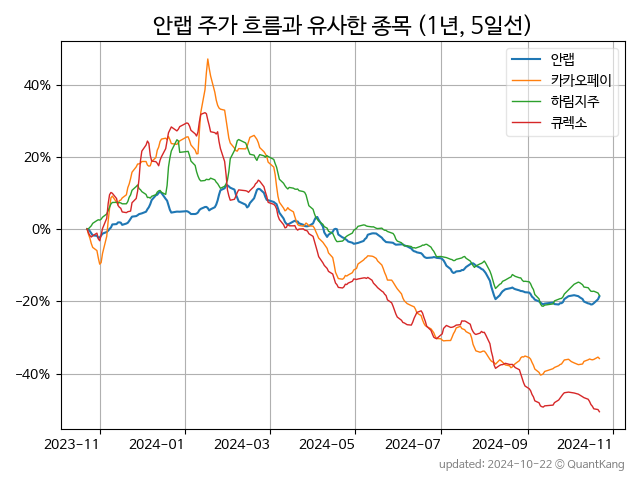 안랩 주가 흐름과 유사한 종목 (1년, 5일선)
안랩
카카오페이
하림지주
큐렉소
40%
20%
0%
−20%
−40%
2023-11
2024-01
2024-03
2024-05
2024-07
2024-09
2024-11
updated: 2024-10-22 © QuantKang